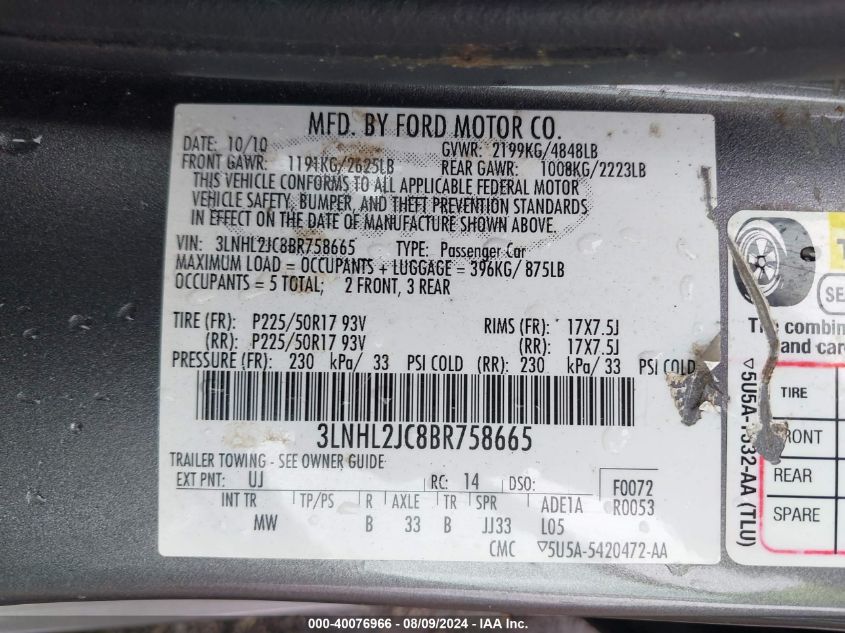 MFD. BY FORD MOTOR CO.
DATE: 10/10 GVWR: 2199KG/4848LB
FRONT GAWR: 1191KG/2625LB REAR GAWR: 1008KG/2223LB
THIS VEHICLE CONFORMS TO ALL APPLICABLE FEDERAL MOTOR
VEHICLE SAFETY, BUMPER, AND THEFT PREVENTION STANDARDS
IN EFFECT ON THE DATE OF MANUFACTURE SHOWN ABOVE.
VIN: 3LNHL2JC8BR758665 TYPE: Passenger Car
MAXIMUM LOAD = OCCUPANTS + LUGGAGE = 396KG/ 875LB
OCCUPANTS = 5 TOTAL; 2 FRONT, 3 REAR
TIRE (FR): P225/50R17 93V RIMS (FR): 17X7.5J
(RR): P225/50R17 93V (RR): 17X7.5J
PRESSURE (FR): 230 kPa/ 33 PSI COLD (RR): 230 kPa/ 33 PSI COLD
3LNHL2JC8BR758665
TRAILER TOWING - SEE OWNER GUIDE
EXT PNT: UJ RC: 14 DSO: F0072
INT TR TP/PS R AXLE TR SPR ADE1A R0053
MW B 33 B JJ33 L05
CMC ▽5U5A-5420472-AA
T
SE
The combin
and carg
TIRE
FRONT
REAR
SPARE
▽5U5A-1532-AA (TLU)
000-40076966 - 08/09/2024 - IAA Inc.